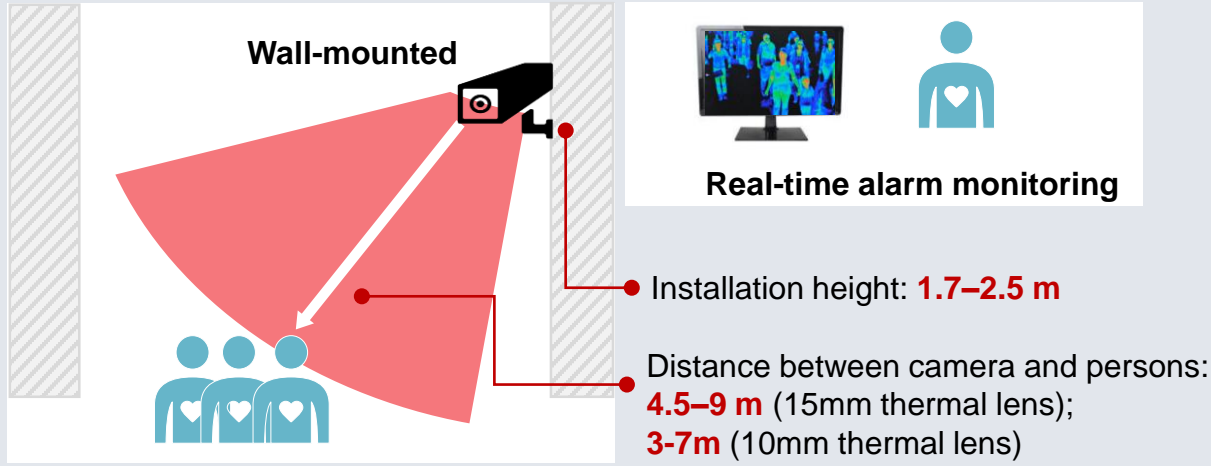 Wall-mounted
Real-time alarm monitoring
Installation height: 1.7–2.5 m
Distance between camera and persons:
4.5–9 m (15mm thermal lens);
3-7m (10mm thermal lens)